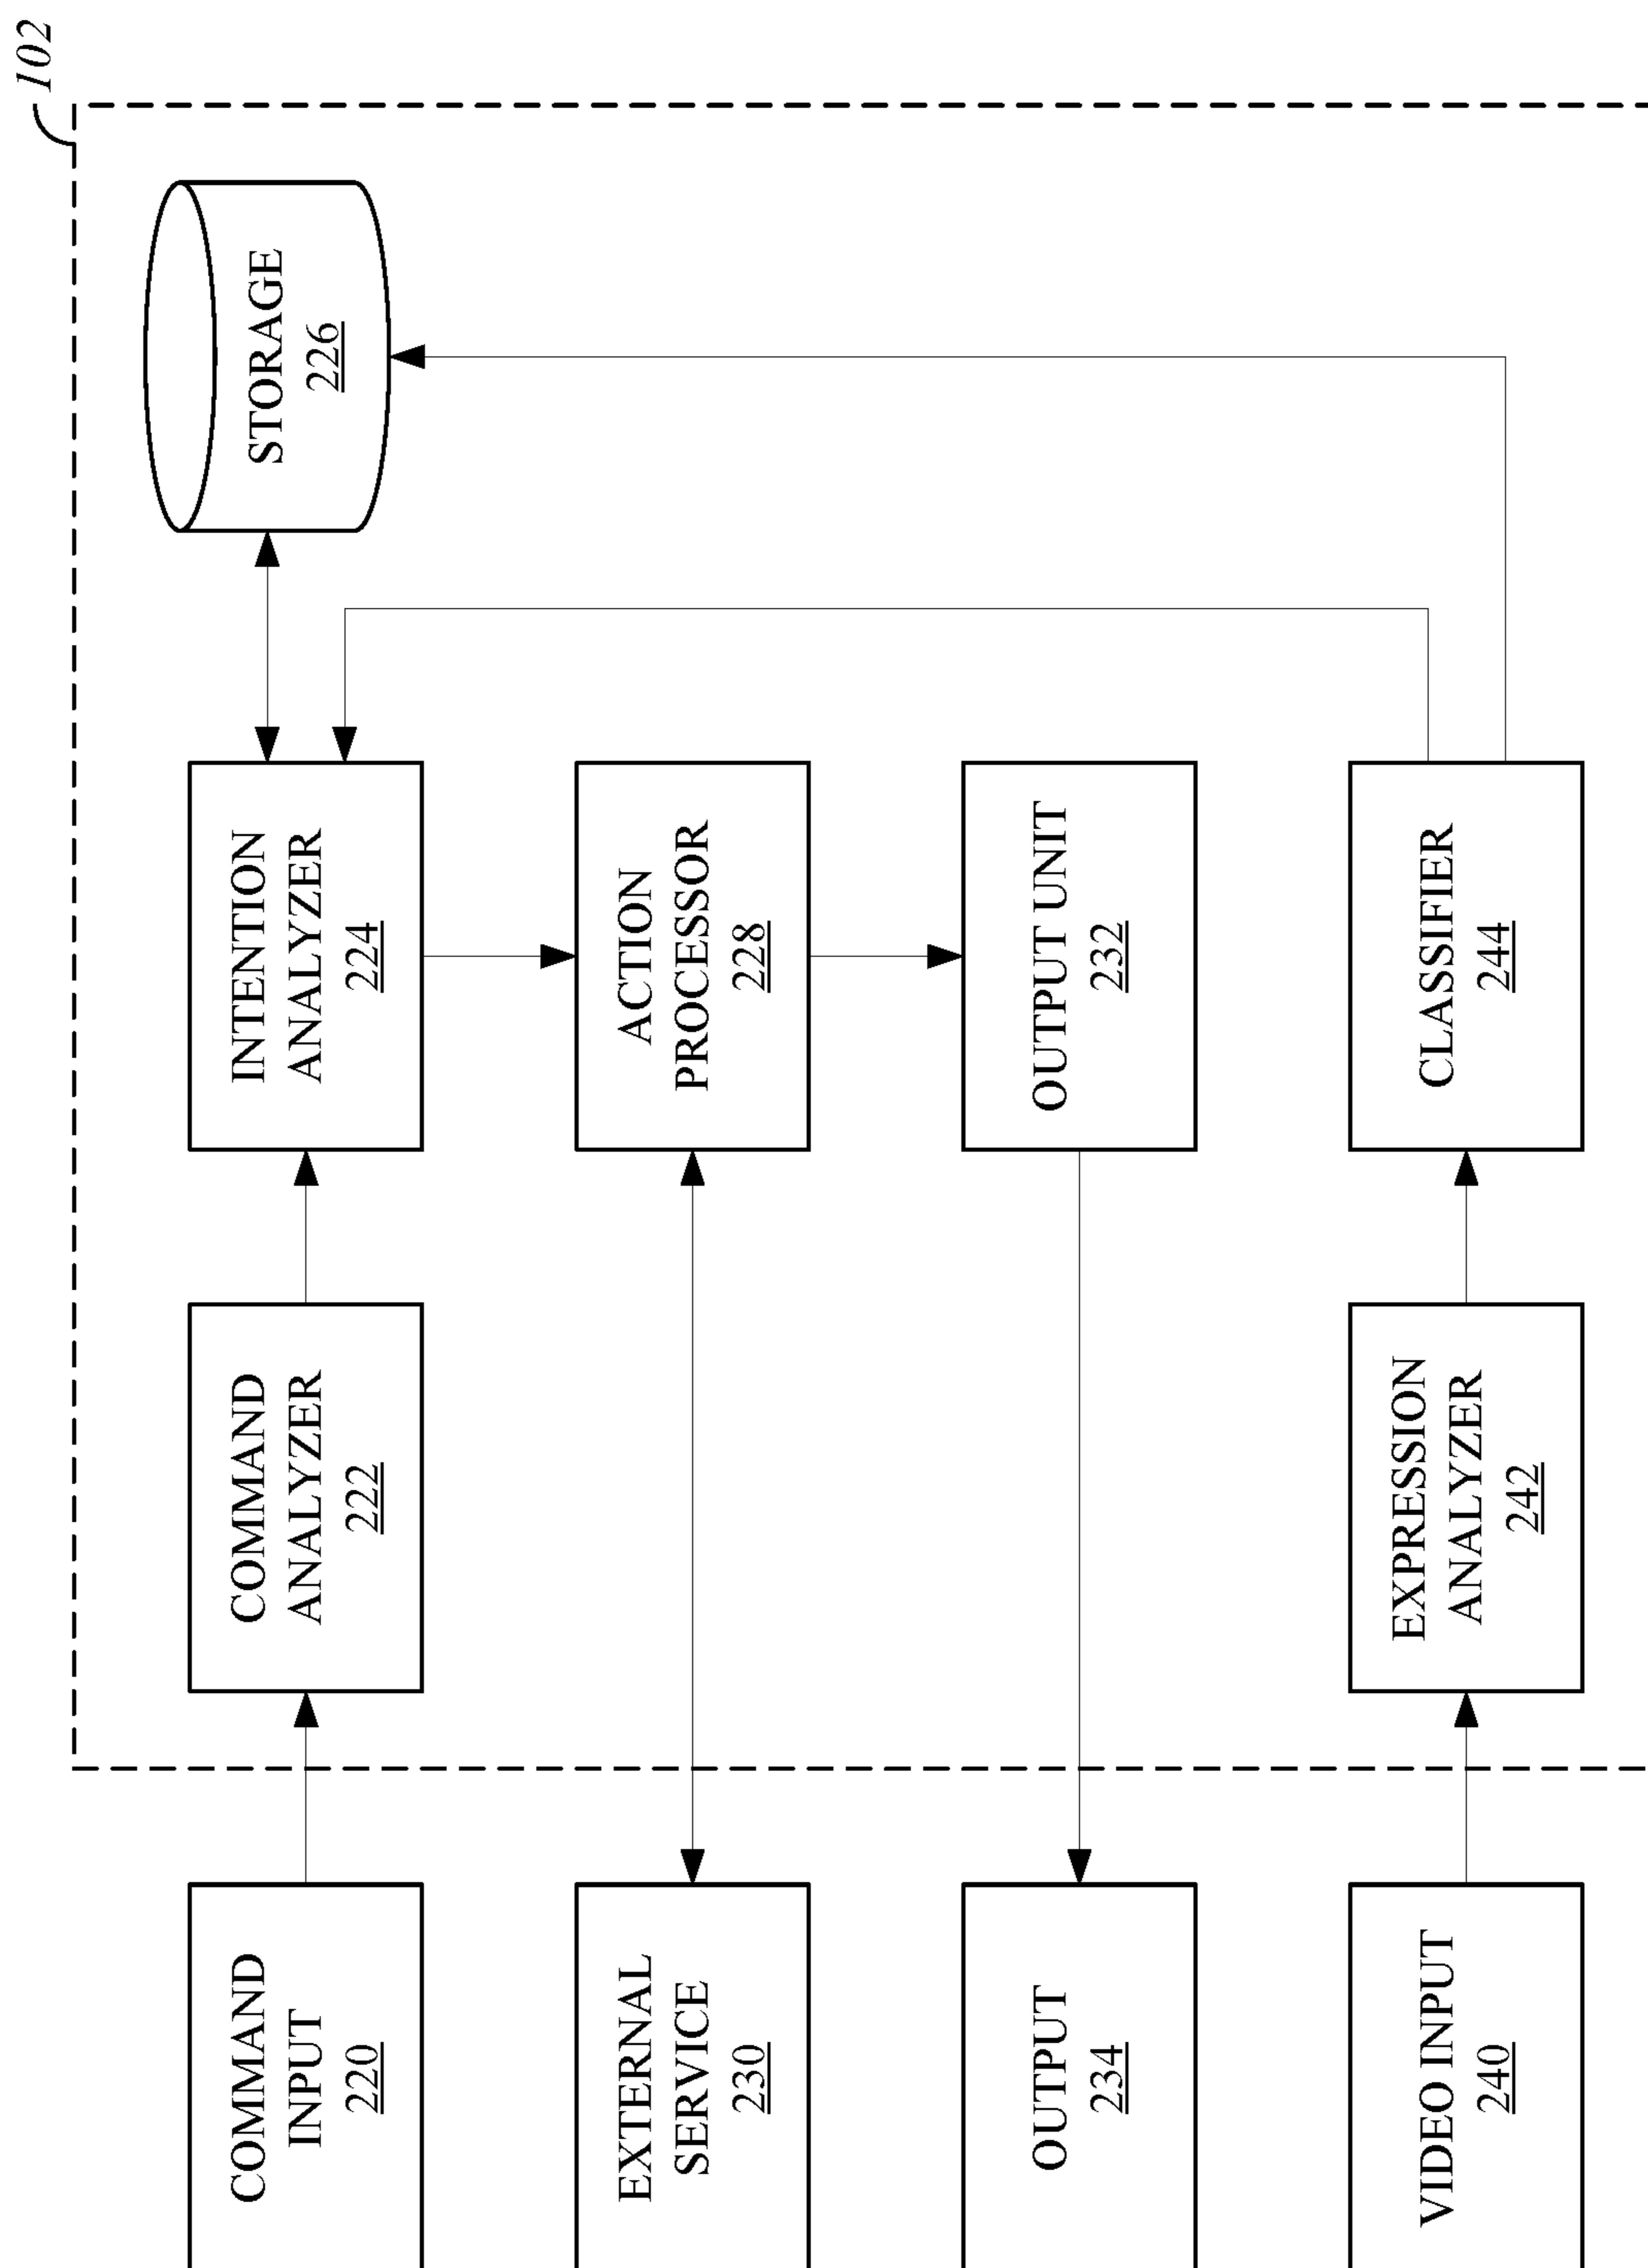 102
COMMAND
INPUT
220
COMMAND
ANALYZER
222
INTENTION
ANALYZER
224
STORAGE
226
EXTERNAL
SERVICE
230
ACTION
PROCESSOR
228
OUTPUT
234
OUTPUT UNIT
232
VIDEO INPUT
240
EXPRESSION
ANALYZER
242
CLASSIFIER
244